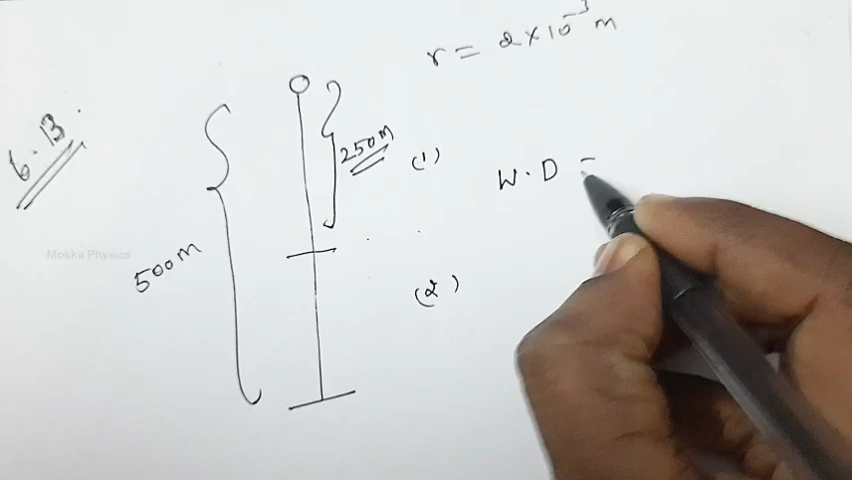 r = 2×10⁻³ m
6.13.
250m
(1)
W.D =
Mokka Physics
500m
(2)